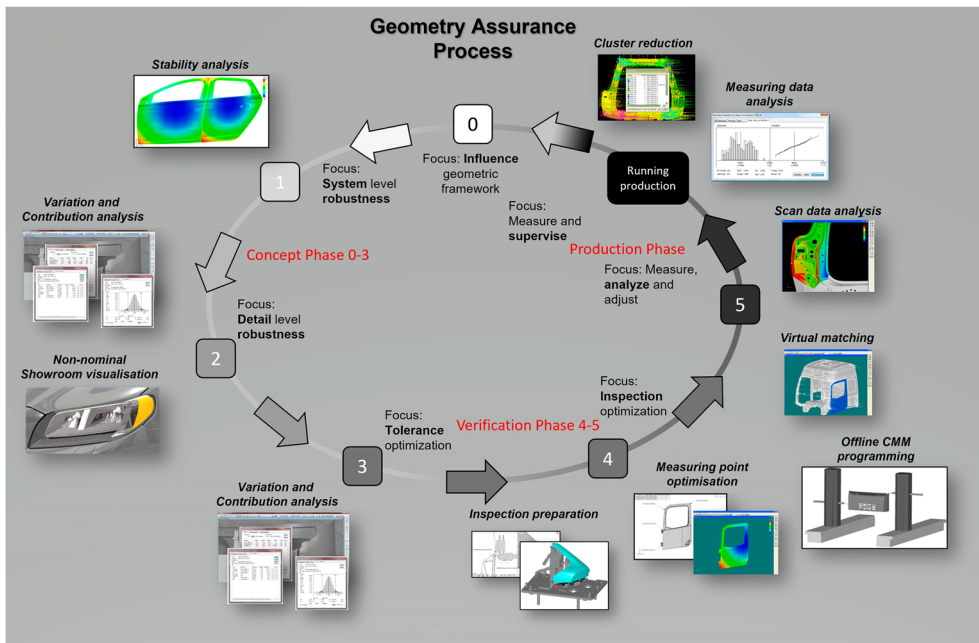 Geometry Assurance
Process
Stability analysis
Cluster reduction
Measuring data
analysis
0
Focus: Influence
geometric
framework
1
Focus:
System level
robustness
Running
production
Focus:
Measure and
supervise
Variation and
Contribution analysis
Concept Phase 0-3
Production Phase
Scan data analysis
Focus: Measure,
analyze and
adjust
5
Focus:
Detail level
robustness
2
Virtual matching
Non-nominal
Showroom visualisation
Focus:
Inspection
optimization
Focus:
Tolerance
optimization
Verification Phase 4-5
3
4
Offline CMM
programming
Measuring point
optimisation
Variation and
Contribution analysis
Inspection preparation